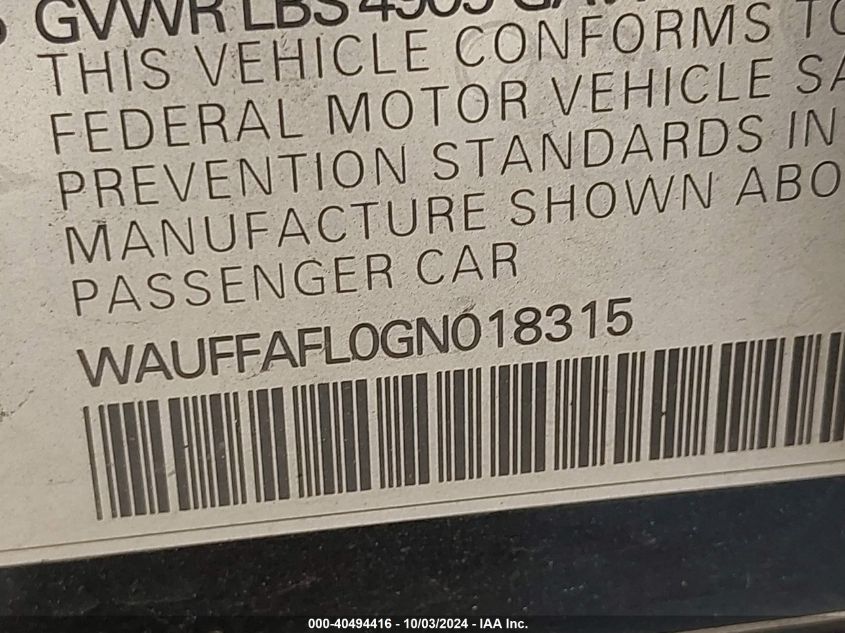 GVWR LBS 4585
THIS VEHICLE CONFORMS TO
FEDERAL MOTOR VEHICLE SA
PREVENTION STANDARDS IN
MANUFACTURE SHOWN ABO
PASSENGER CAR
WAUFFAFL0GN018315
000-40494416 - 10/03/2024 - IAA Inc.